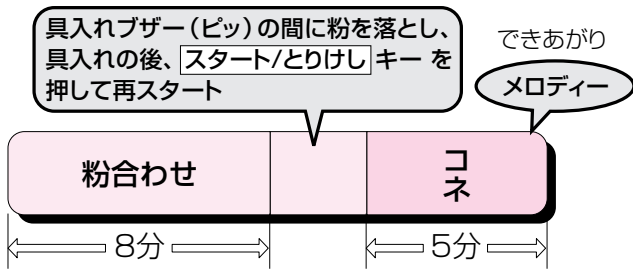 具入れブザー（ピッ）の間に粉を落とし、
具入れの後、スタート/とりけしキー を
押して再スタート
できあがり
メロディー
粉合わせ
コネ
8分
5分